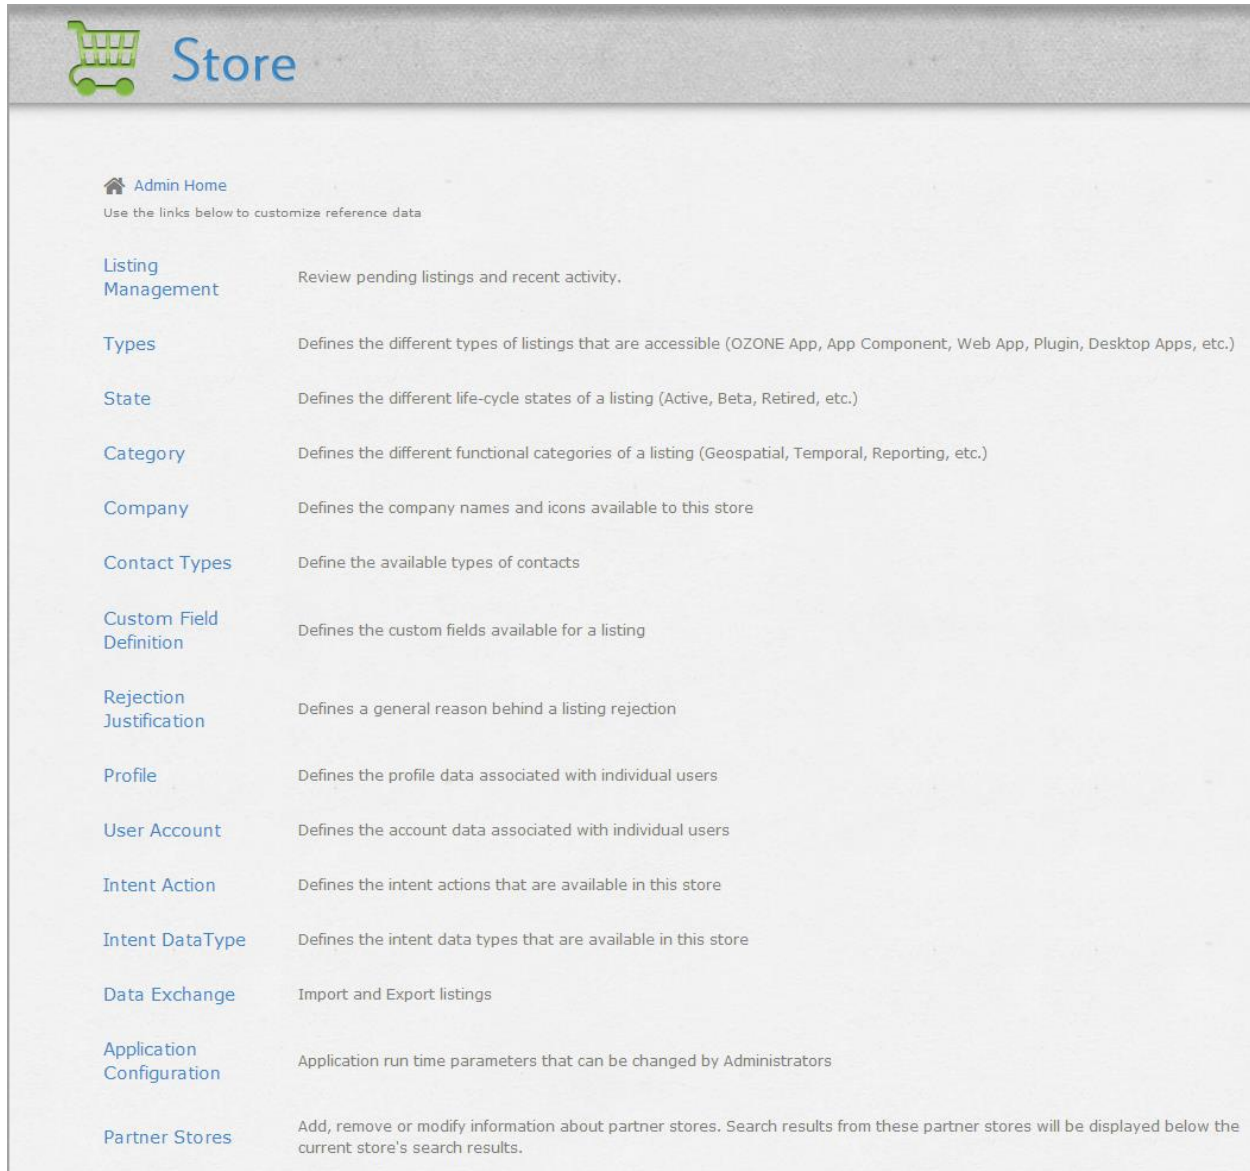 Store
Admin Home
Use the links below to customize reference data
Listing
Management
Review pending listings and recent activity.
Types
Defines the different types of listings that are accessible (OZONE App, App Component, Web App, Plugin, Desktop Apps, etc.)
State
Defines the different life-cycle states of a listing (Active, Beta, Retired, etc.)
Category
Defines the different functional categories of a listing (Geospatial, Temporal, Reporting, etc.)
Company
Defines the company names and icons available to this store
Contact Types
Define the available types of contacts
Custom Field
Definition
Defines the custom fields available for a listing
Rejection
Justification
Defines a general reason behind a listing rejection
Profile
Defines the profile data associated with individual users
User Account
Defines the account data associated with individual users
Intent Action
Defines the intent actions that are available in this store
Intent DataType
Defines the intent data types that are available in this store
Data Exchange
Import and Export listings
Application
Configuration
Application run time parameters that can be changed by Administrators
Partner Stores
Add, remove or modify information about partner stores. Search results from these partner stores will be displayed below the
current store's search results.